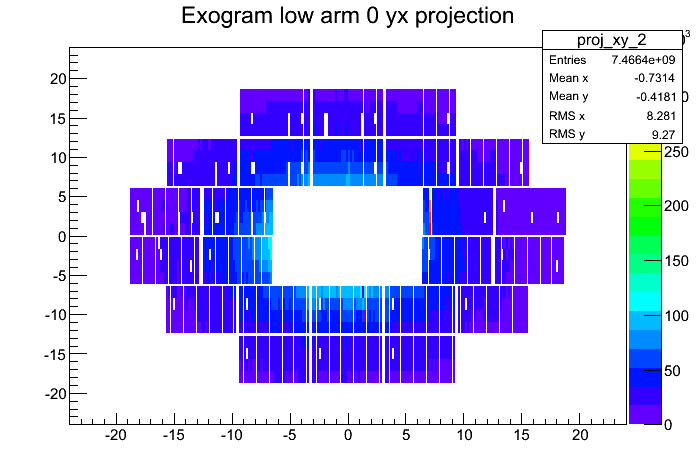 Exogram low arm 0 yx projection
proj_xy_2
Entries 7.4664e+09
Mean x -0.7314
Mean y -0.4181
RMS x 8.281
RMS y 9.27
20
15
10
5
0
-5
-10
-15
-20
-20 -15 -10 -5 0 5 10 15 20
250
200
150
100
50
0